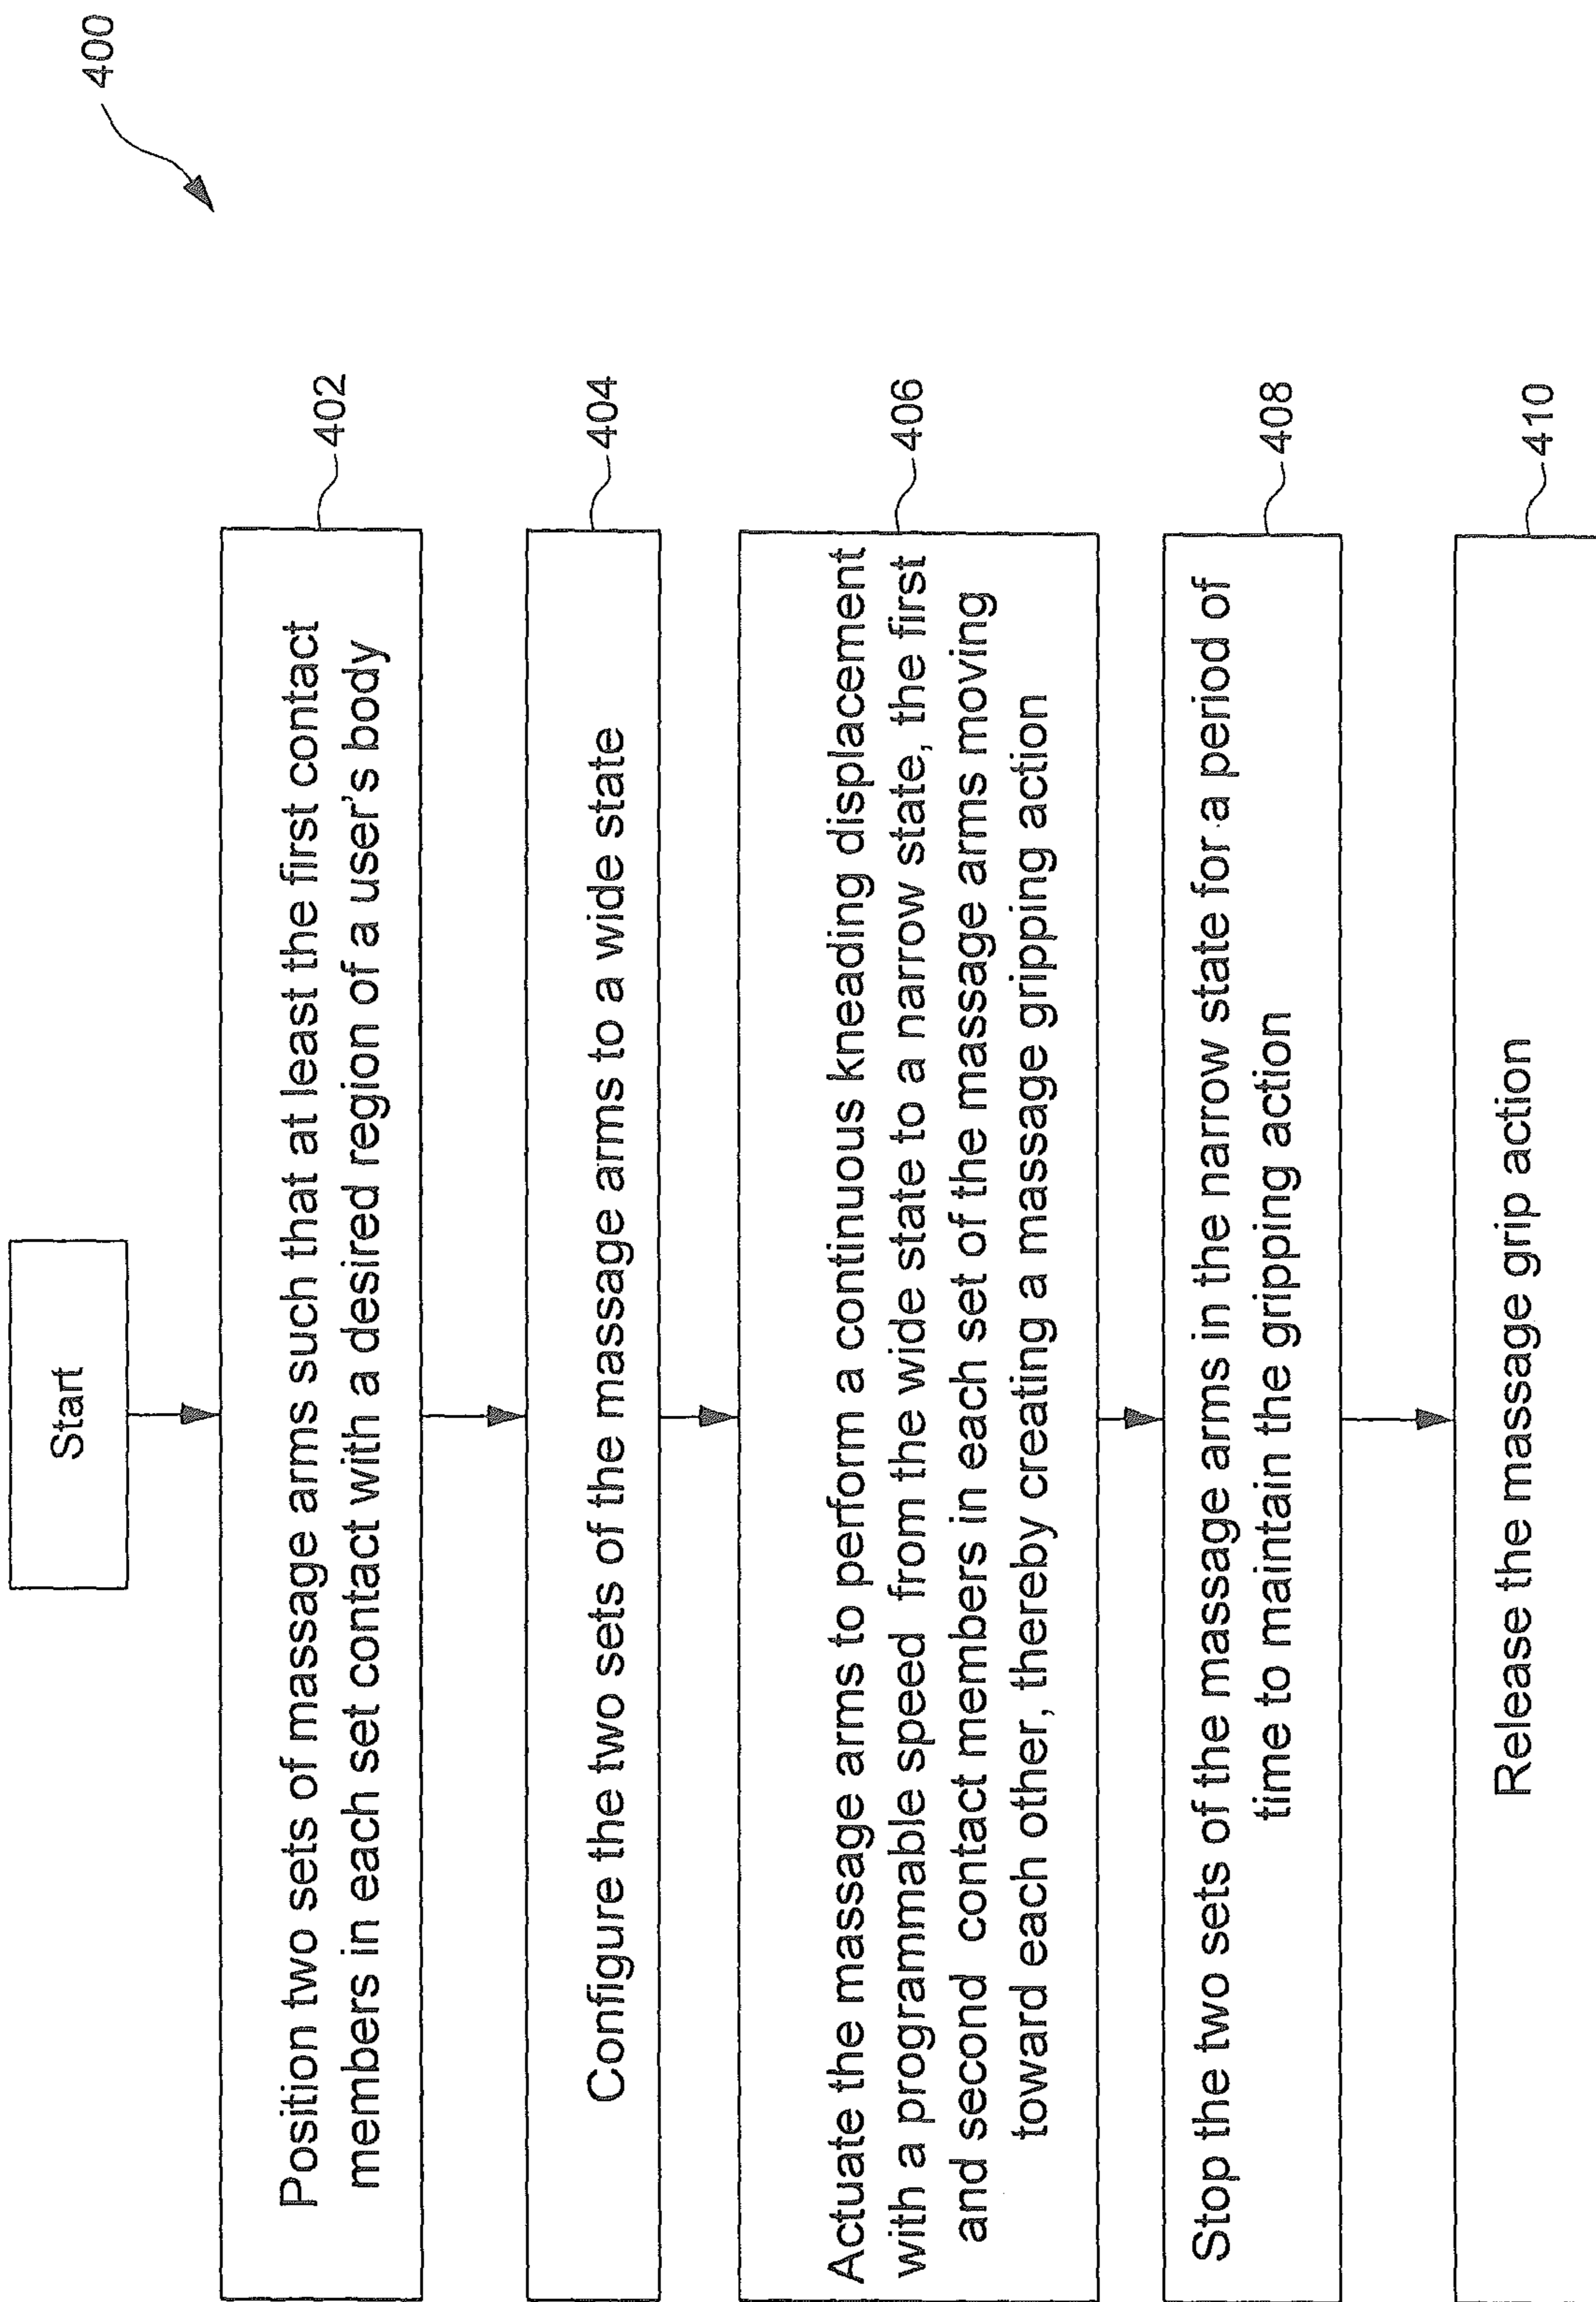 400
Start
Position two sets of massage arms such that at least the first contact
members in each set contact with a desired region of a user's body
402
Configure the two sets of the massage arms to a wide state
404
Actuate the massage arms to perform a continuous kneading displacement
with a programmable speed from the wide state to a narrow state, the first
and second contact members in each set of the massage arms moving
toward each other, thereby creating a massage gripping action
406
Stop the two sets of the massage arms in the narrow state for a period of
time to maintain the gripping action
408
Release the massage grip action
410